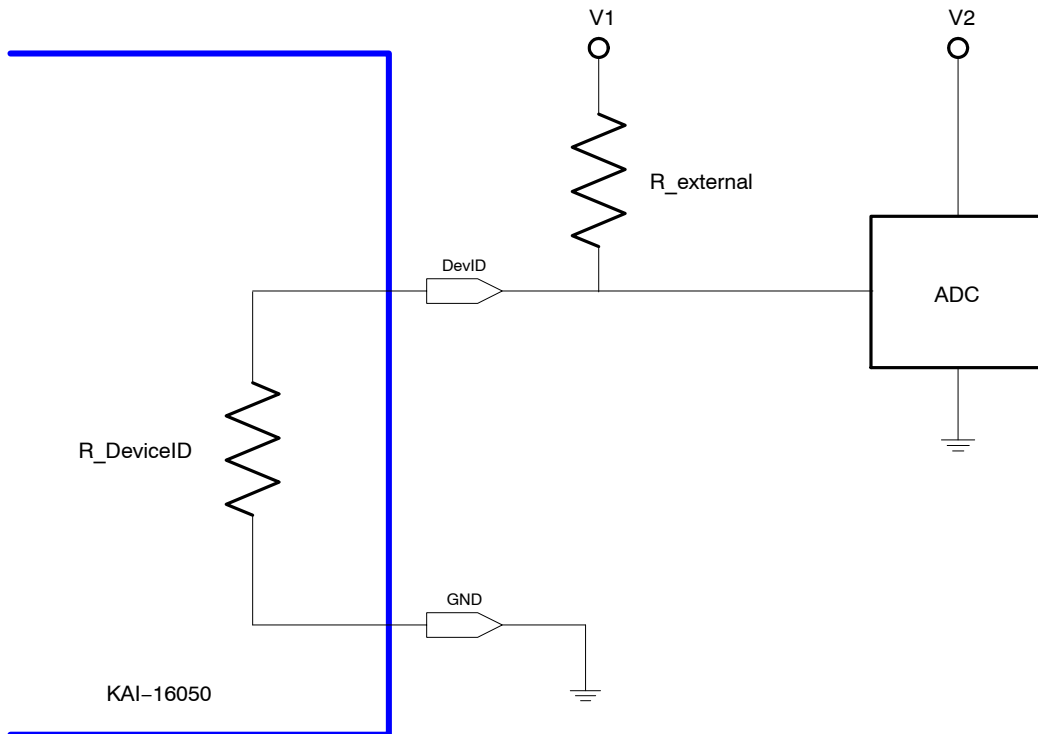 V1
V2
R_external
DevID
ADC
R_DeviceID
GND
KAI−16050